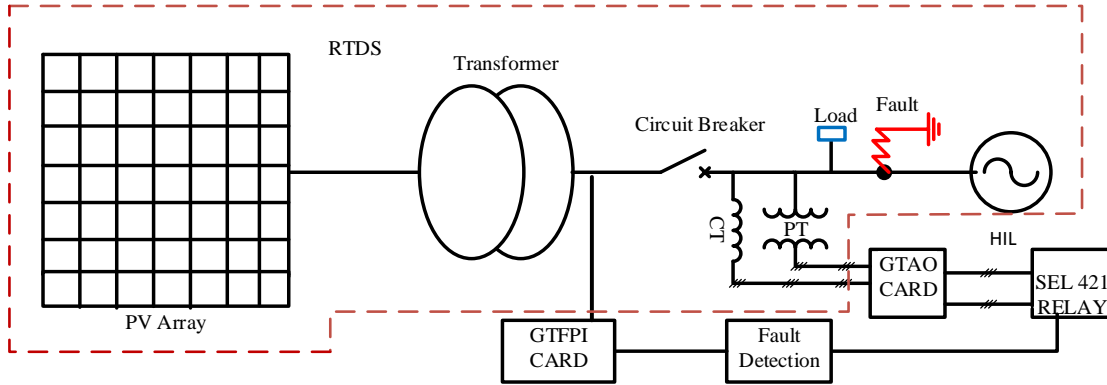 RTDS
Transformer
PV Array
Circuit Breaker
Load
Fault
CT
PT
HIL
GTAO
CARD
SEL 421
RELAY
GTFPI
CARD
Fault
Detection